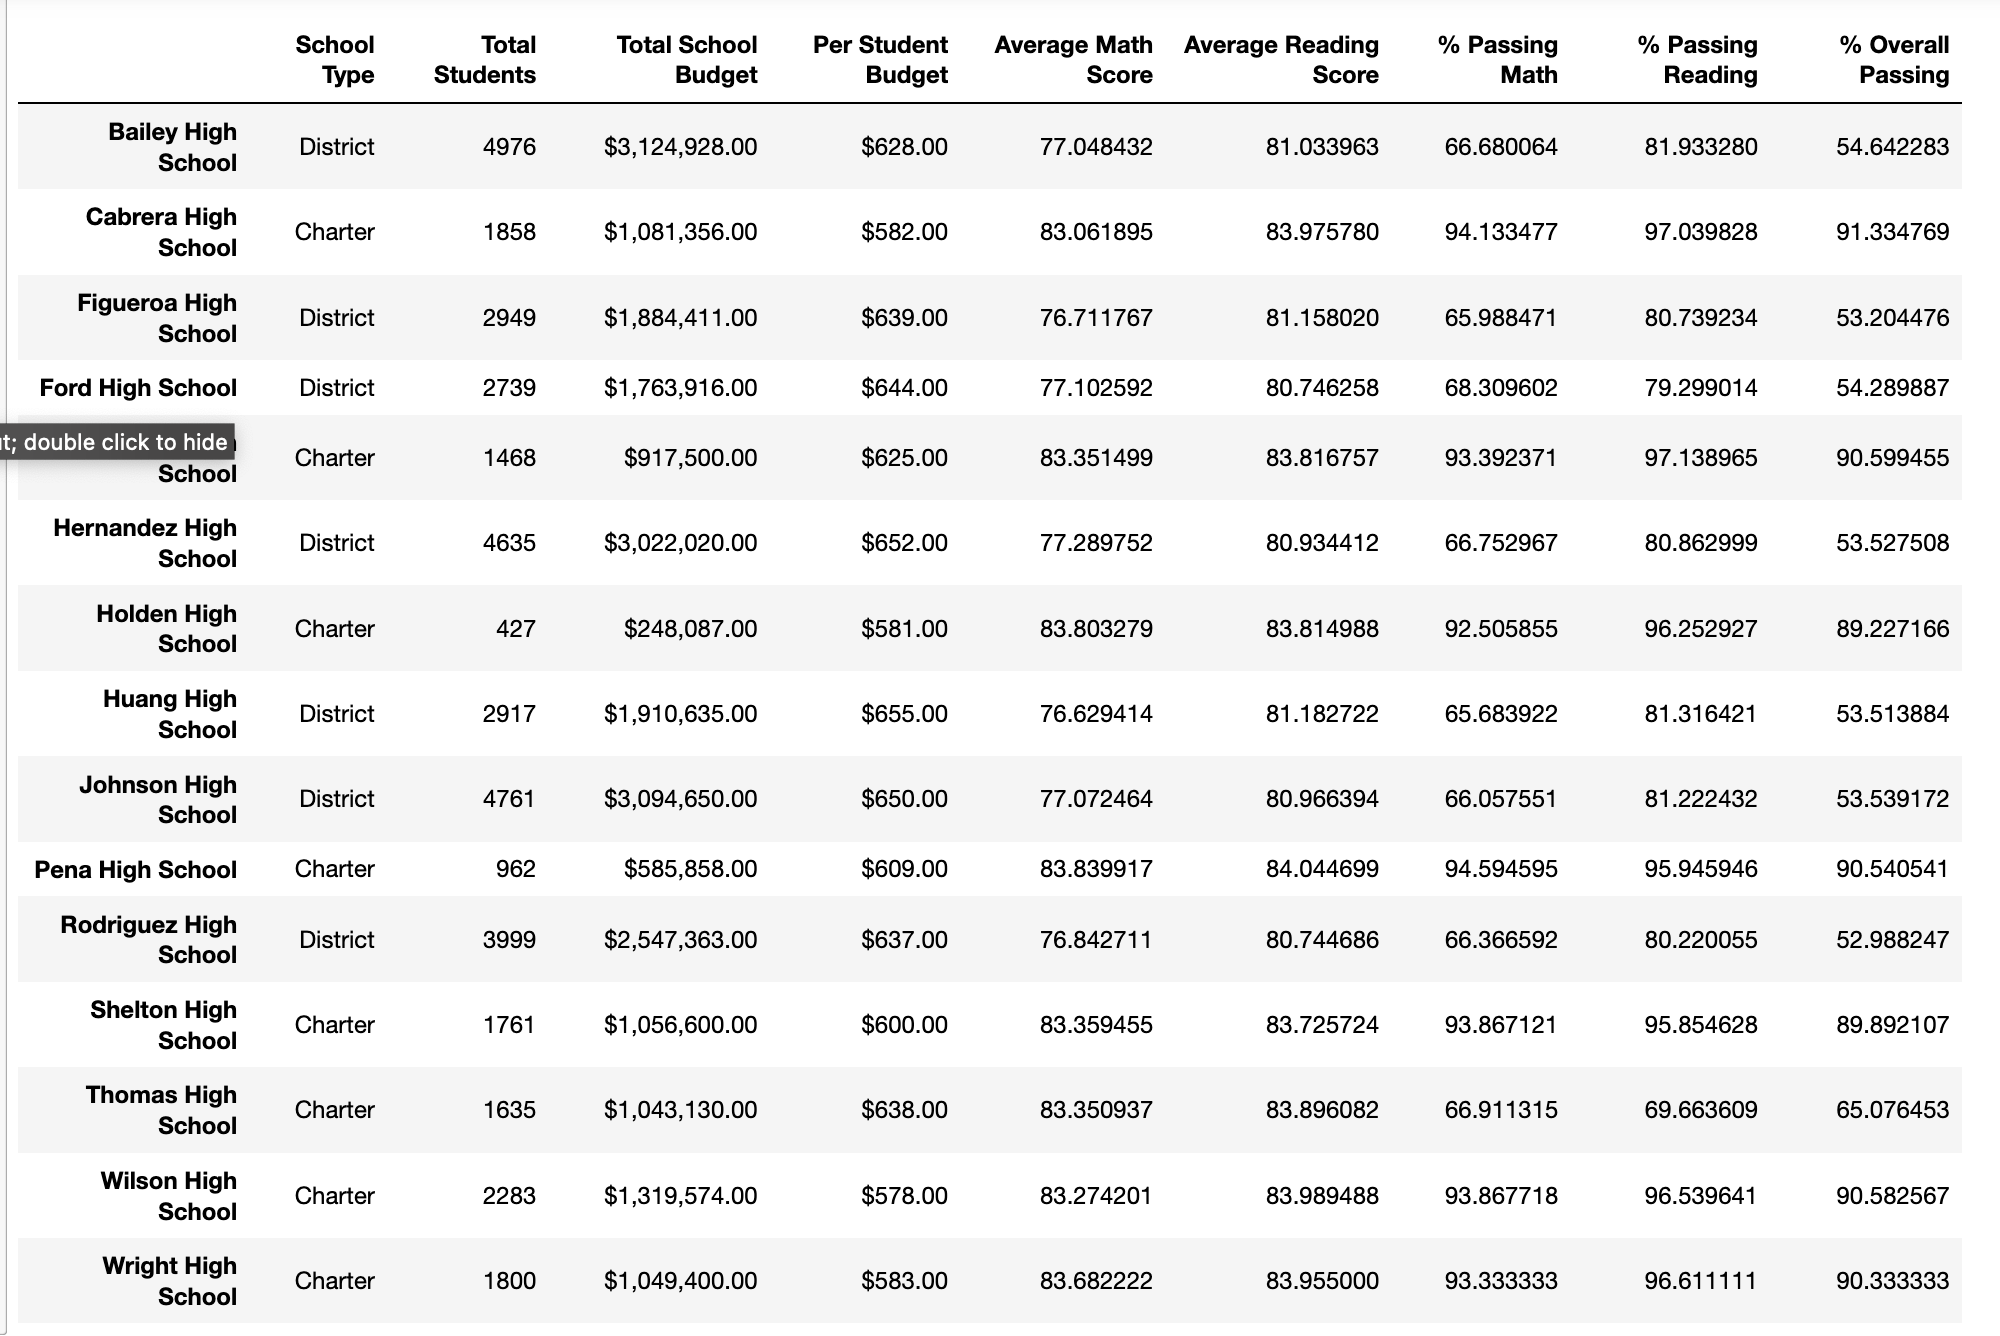 School Total Total School Per Student Average Math Average Reading % Passing % Passing % Overall
Type Students Budget Budget Score Score Math Reading Passing
Bailey High
School District 4976 $3,124,928.00 $628.00 77.048432 81.033963 66.680064 81.933280 54.642283
Cabrera High
School Charter 1858 $1,081,356.00 $582.00 83.061895 83.975780 94.133477 97.039828 91.334769
Figueroa High
School District 2949 $1,884,411.00 $639.00 76.711767 81.158020 65.988471 80.739234 53.204476
Ford High School District 2739 $1,763,916.00 $644.00 77.102592 80.746258 68.309602 79.299014 54.289887
double click to hide
School Charter 1468 $917,500.00 $625.00 83.351499 83.816757 93.392371 97.138965 90.599455
Hernandez High
School District 4635 $3,022,020.00 $652.00 77.289752 80.934412 66.752967 80.862999 53.527508
Holden High
School Charter 427 $248,087.00 $581.00 83.803279 83.814988 92.505855 96.252927 89.227166
Huang High
School District 2917 $1,910,635.00 $655.00 76.629414 81.182722 65.683922 81.316421 53.513884
Johnson High
School District 4761 $3,094,650.00 $650.00 77.072464 80.966394 66.057551 81.222432 53.539172
Pena High School Charter 962 $585,858.00 $609.00 83.839917 84.044699 94.594595 95.945946 90.540541
Rodriguez High
School District 3999 $2,547,363.00 $637.00 76.842711 80.744686 66.366592 80.220055 52.988247
Shelton High
School Charter 1761 $1,056,600.00 $600.00 83.359455 83.725724 93.867121 95.854628 89.892107
Thomas High
School Charter 1635 $1,043,130.00 $638.00 83.350937 83.896082 66.911315 69.663609 65.076453
Wilson High
School Charter 2283 $1,319,574.00 $578.00 83.274201 83.989488 93.867718 96.539641 90.582567
Wright High
School Charter 1800 $1,049,400.00 $583.00 83.682222 83.955000 93.333333 96.611111 90.333333